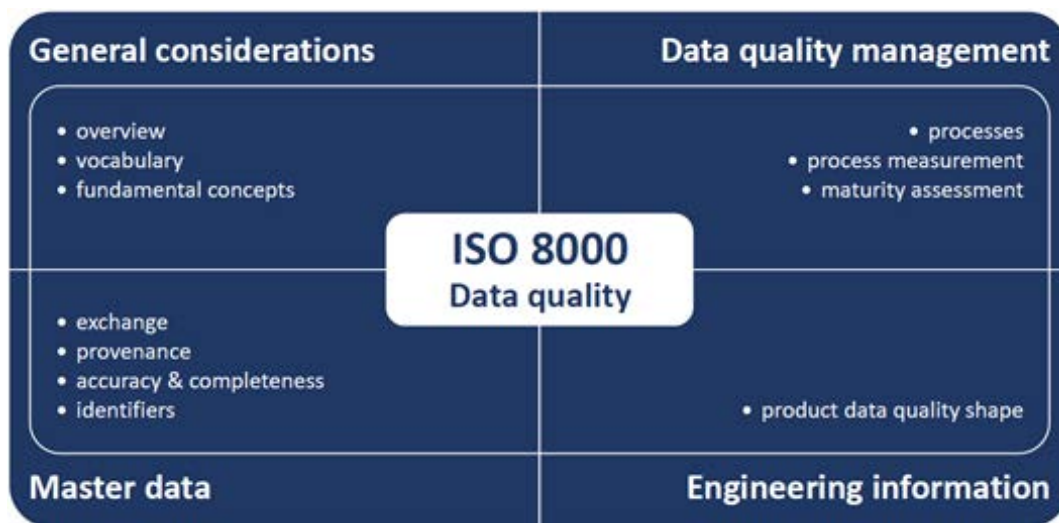 General considerations
• overview
• vocabulary
• fundamental concepts
Data quality management
• processes
• process measurement
• maturity assessment
ISO 8000
Data quality
• exchange
• provenance
• accuracy & completeness
• identifiers
Master data
• product data quality shape
Engineering information